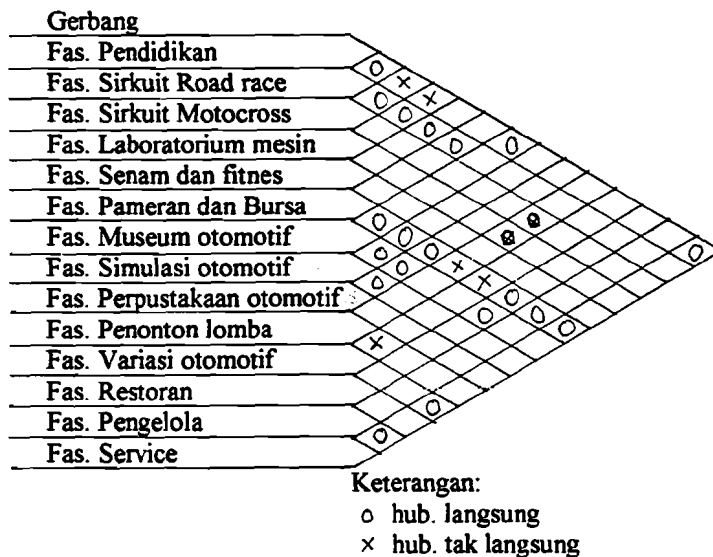 Gerbang
Fas. Pendidikan
Fas. Sirkuit Road race
Fas. Sirkuit Motocross
Fas. Laboratorium mesin
Fas. Senam dan fitnes
Fas. Pameran dan Bursa
Fas. Museum otomotif
Fas. Simulasi otomotif
Fas. Perpustakaan otomotif
Fas. Penonton lomba
Fas. Variasi otomotif
Fas. Restoran
Fas. Pengelola
Fas. Service
Keterangan:
o hub. langsung
× hub. tak langsung